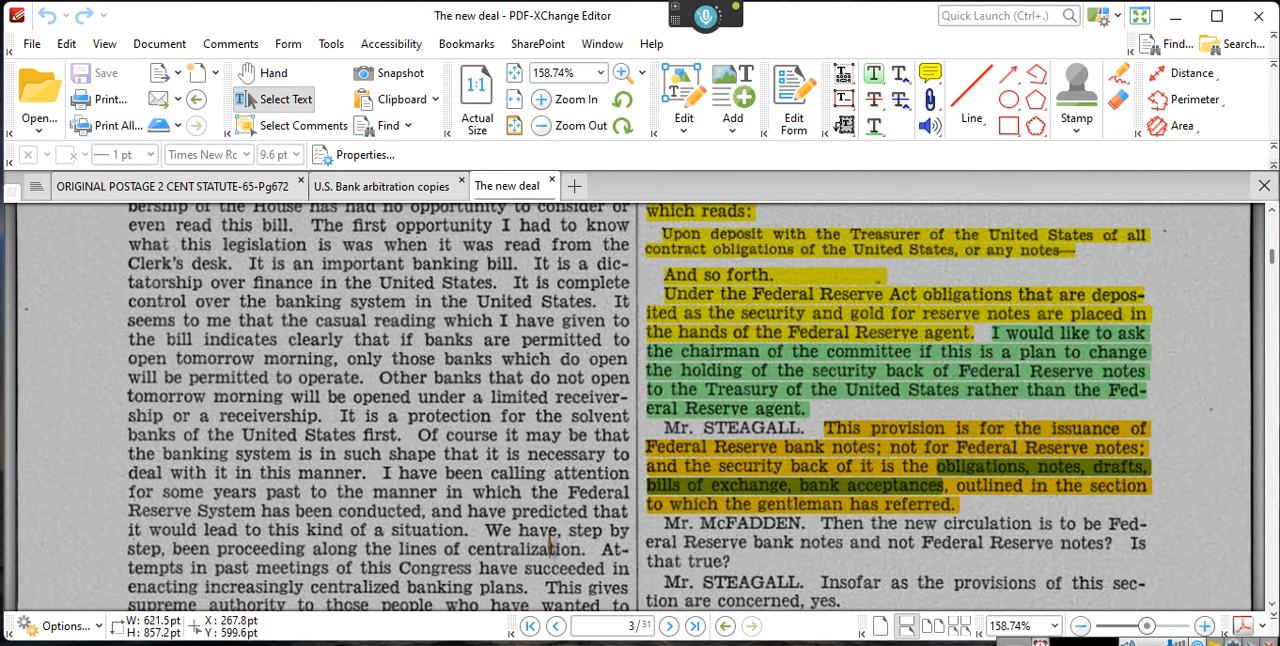 The new deal - PDF-XChange Editor
Quick Launch (Ctrl+.)
File Edit View Document Comments Form Tools Accessibility Bookmarks SharePoint Window Help
Find... Search...
Open...
Save
Print...
Print All...
Hand
Select Text
Select Comments
Snapshot
Clipboard
Find
1:1
Actual
Size
158.74%
Zoom In
Zoom Out
Edit
Add
Edit
Form
Line
Stamp
Distance
Perimeter
Area
1 pt Times New Rc 9.6 pt Properties...
ORIGINAL POSTAGE 2 CENT STATUTE-65-Pg672 U.S. Bank arbitration copies The new deal
bership of the House has had no opportunity to consider or
even read this bill. The first opportunity I had to know
what this legislation is was when it was read from the
Clerk's desk. It is an important banking bill. It is a dic-
tatorship over finance in the United States. It is complete
control over the banking system in the United States. It
seems to me that the casual reading which I have given to
the bill indicates clearly that if banks are permitted to
open tomorrow morning, only those banks which do open
will be permitted to operate. Other banks that do not open
tomorrow morning will be opened under a limited receiver-
ship or a receivership. It is a protection for the solvent
banks of the United States first. Of course it may be that
the banking system is in such shape that it is necessary to
deal with it in this manner. I have been calling attention
for some years past to the manner in which the Federal
Reserve System has been conducted, and have predicted that
it would lead to this kind of a situation. We have, step by
step, been proceeding along the lines of centralization. At-
tempts in past meetings of this Congress have succeeded in
enacting increasingly centralized banking plans. This gives
supreme authority to those people who have wanted to
which reads:
Upon deposit with the Treasurer of the United States of all
contract obligations of the United States, or any notes—
And so forth.
Under the Federal Reserve Act obligations that are depos-
ited as the security and gold for reserve notes are placed in
the hands of the Federal Reserve agent. I would like to ask
the chairman of the committee if this is a plan to change
the holding of the security back of Federal Reserve notes
to the Treasury of the United States rather than the Fed-
eral Reserve agent.
Mr. STEAGALL. This provision is for the issuance of
Federal Reserve bank notes; not for Federal Reserve notes;
and the security back of it is the obligations, notes, drafts,
bills of exchange, bank acceptances, outlined in the section
to which the gentleman has referred.
Mr. McFADDEN. Then the new circulation is to be Fed-
eral Reserve bank notes and not Federal Reserve notes? Is
that true?
Mr. STEAGALL. Insofar as the provisions of this sec-
tion are concerned, yes.
Options...
W: 621.5pt
H: 857.2pt
X: 267.8pt
Y: 599.6pt
3/31
158.74%